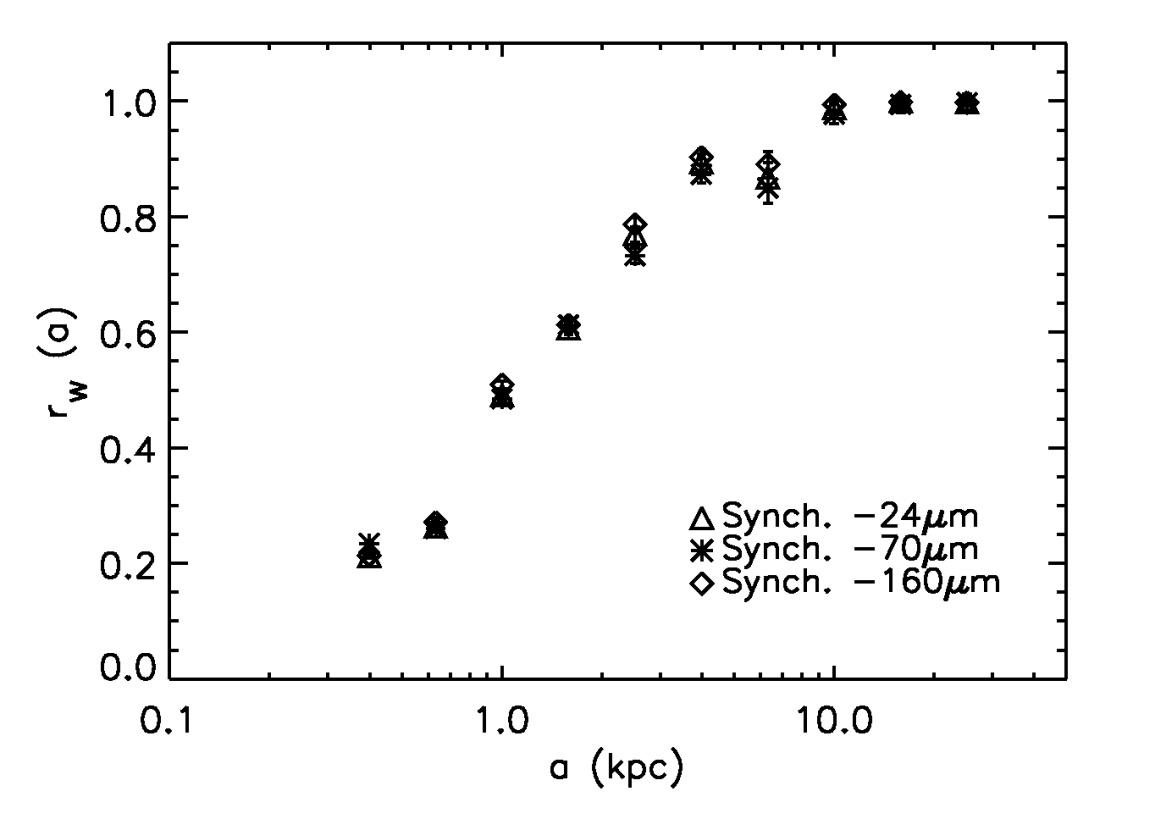 1.0
0.8
0.6
0.4
0.2
0.0
r_w (a)
Synch. −24μm
Synch. −70μm
Synch. −160μm
0.1 1.0 10.0
a (kpc)